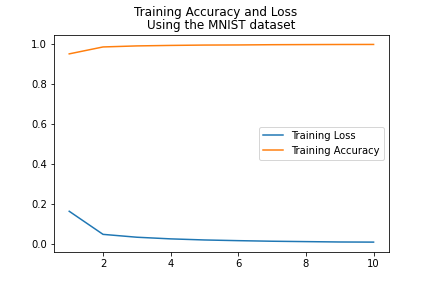 Training Accuracy and Loss
Using the MNIST dataset
1.0
0.8
0.6
0.4
0.2
0.0
Training Loss
Training Accuracy
2
4
6
8
10